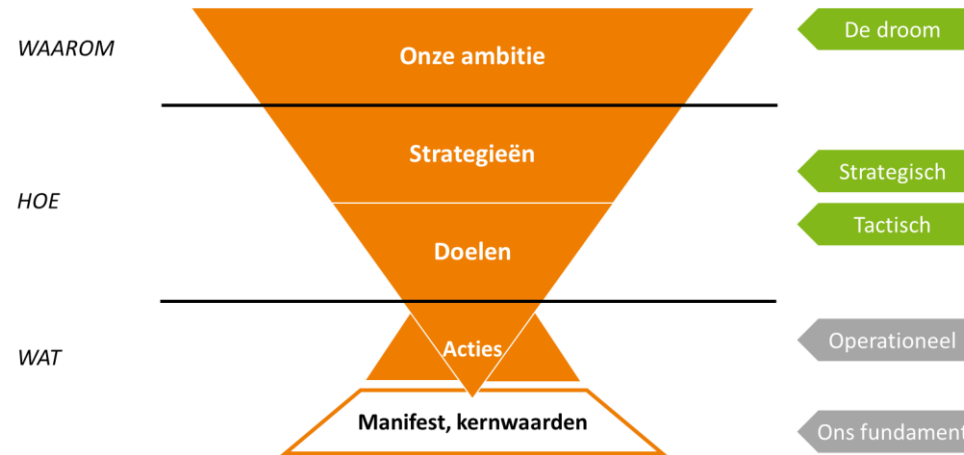 WAAROM
Onze ambitie
De droom
Strategieën
Strategisch
HOE
Tactisch
Doelen
Operationeel
Acties
WAT
Manifest, kernwaarden
Ons fundament